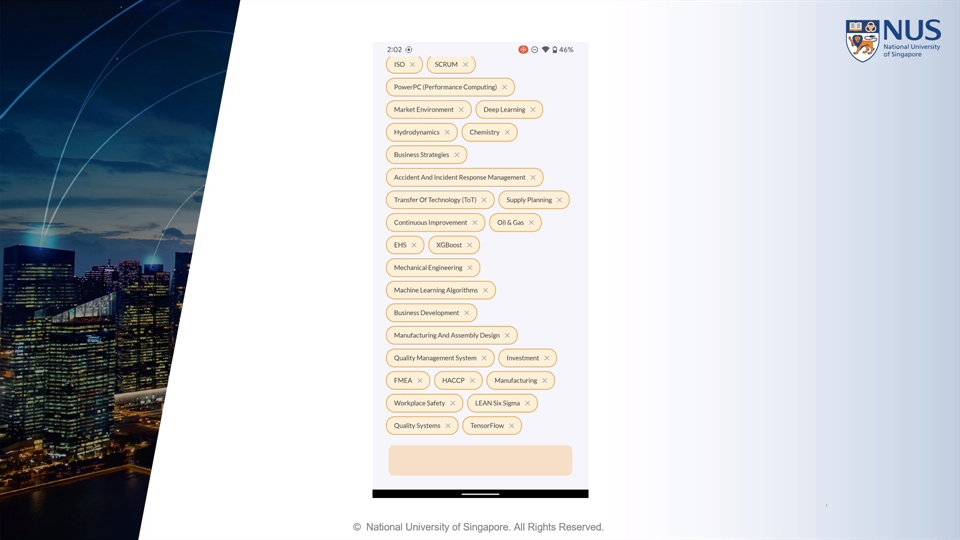 NUS
National University
of Singapore
2:02
46%
ISO SCRUM
PowerPC (Performance Computing)
Market Environment Deep Learning
Hydrodynamics Chemistry
Business Strategies
Accident And Incident Response Management
Transfer Of Technology (ToT) Supply Planning
Continuous Improvement Oil & Gas
EHS XGBoost
Mechanical Engineering
Machine Learning Algorithms
Business Development
Manufacturing And Assembly Design
Quality Management System Investment
FMEA HACCP Manufacturing
Workplace Safety LEAN Six Sigma
Quality Systems TensorFlow
© National University of Singapore. All Rights Reserved.